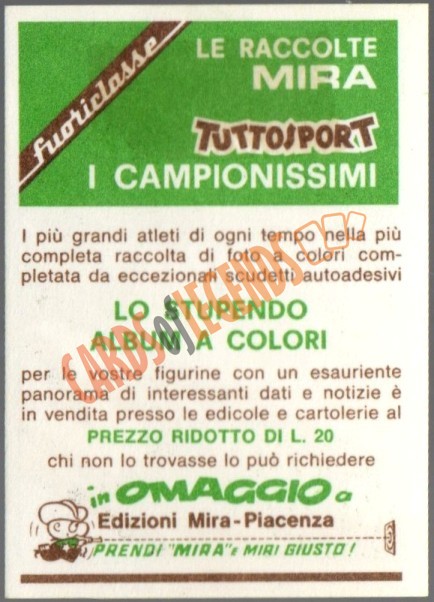 fuoriclasse
LE RACCOLTE
MIRA
TUTTOSPORT
I CAMPIONISSIMI
I più grandi atleti di ogni tempo nella più
completa raccolta di foto a colori com-
pletata da eccezionali scudetti autoadesivi
LO STUPENDO
ALBUM A COLORI
per le vostre figurine con un esauriente
panorama di interessanti dati e notizie è
in vendita presso le edicole e cartolerie al
PREZZO RIDOTTO DI L. 20
chi non lo trovasse lo può richiedere
in OMAGGIO a
Edizioni Mira-Piacenza
PRENDI "MIRA" e MIRI GIUSTO!
CARDS of LEGENDS